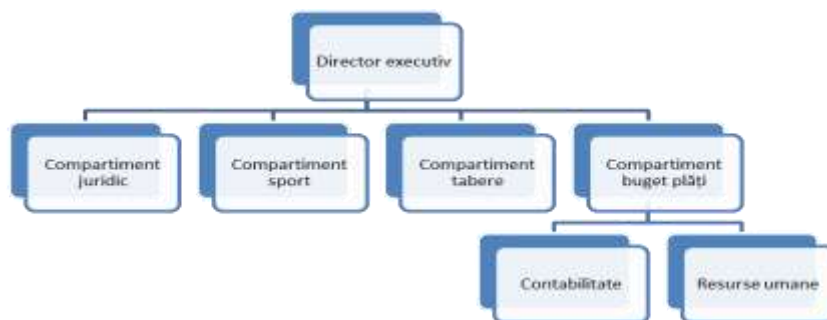 Director executiv
Compartiment
juridic
Compartiment
sport
Compartiment
tabere
Compartiment
buget plăți
Contabilitate
Resurse umane